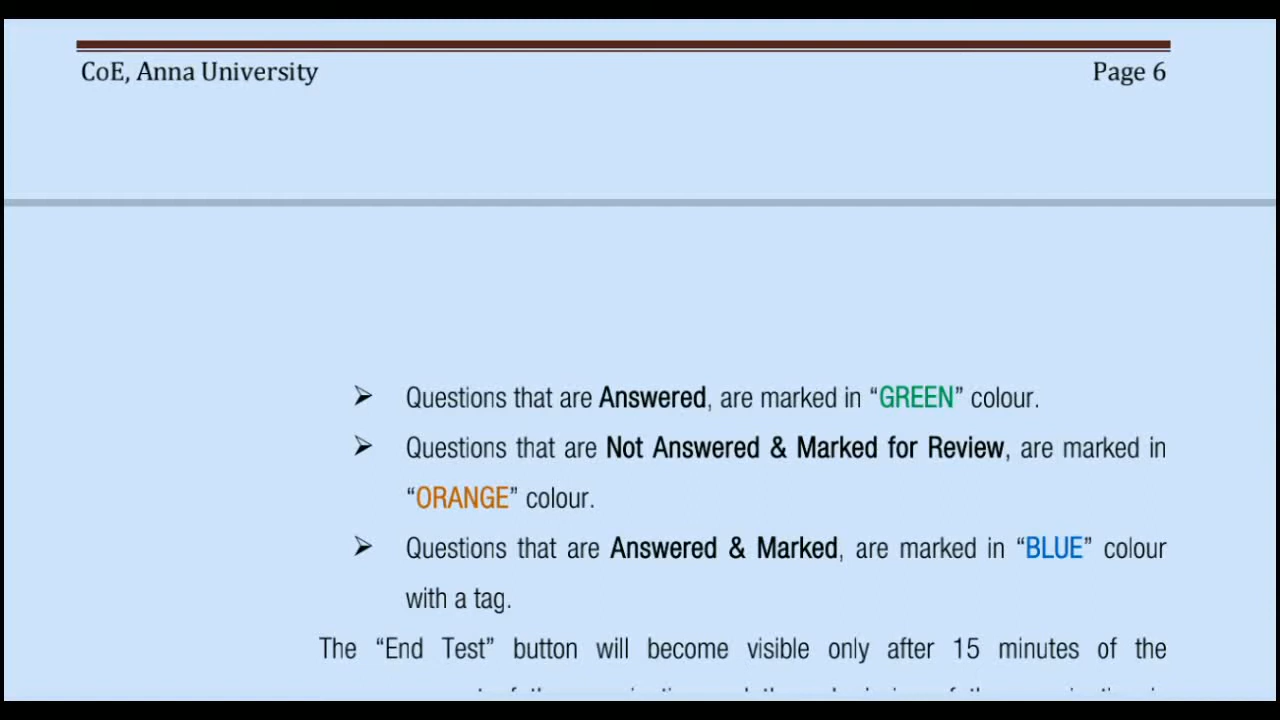 CoE, Anna University Page 6
➢ Questions that are Answered, are marked in “GREEN” colour.
➢ Questions that are Not Answered & Marked for Review, are marked in
“ORANGE” colour.
➢ Questions that are Answered & Marked, are marked in “BLUE” colour
with a tag.
The “End Test” button will become visible only after 15 minutes of the